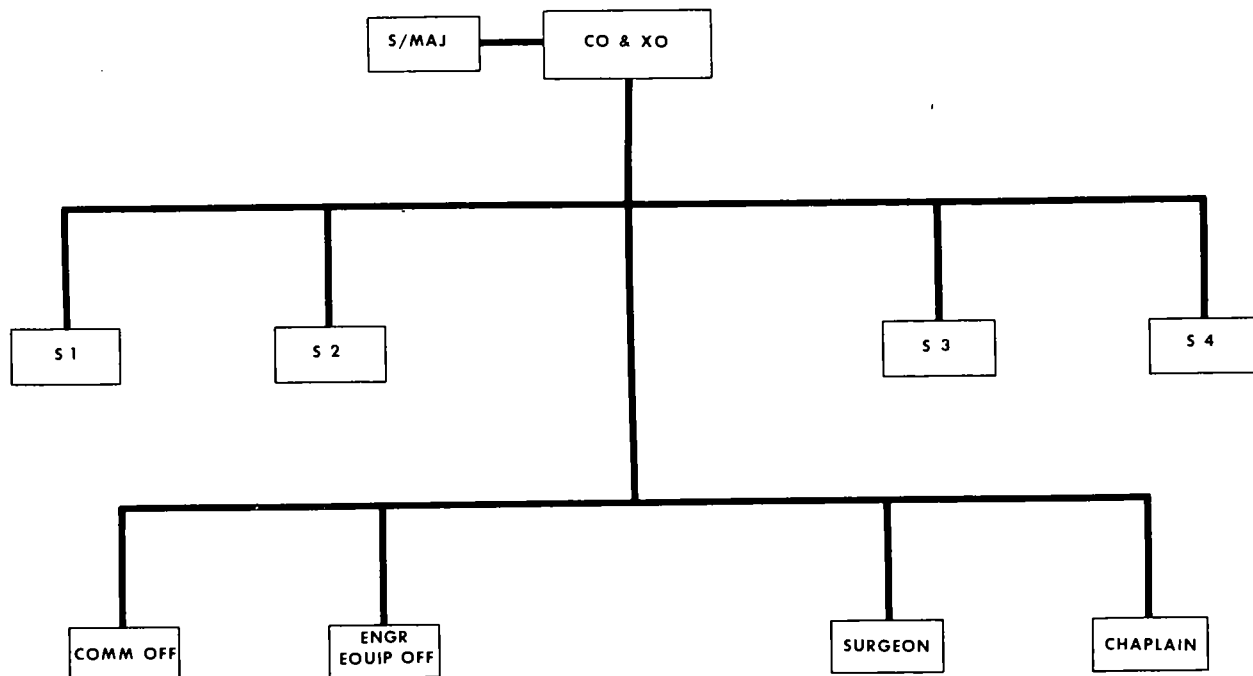 S/MAJ
CO & XO
S 1
S 2
S 3
S 4
COMM OFF
ENGR
EOUIP OFF
SURGEON
CHAPLAIN